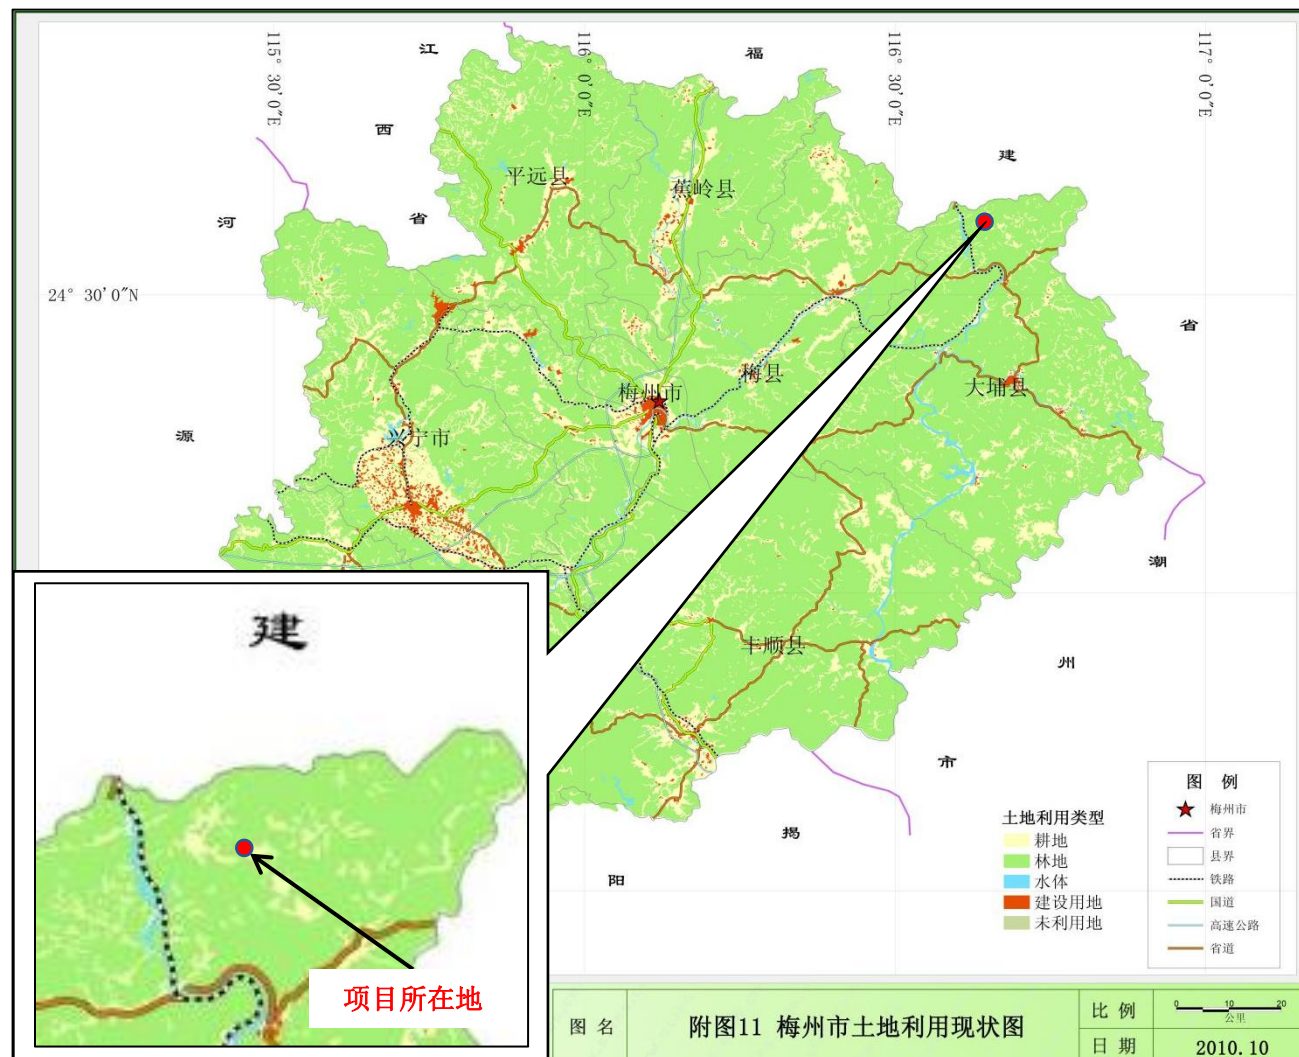 江
福
115° 30′0″E
116° 0′0″E
116° 30′0″E
117° 0′0″E
西
建
平远县
蕉岭县
河
省
24° 30′0″N
省
梅县
梅州市
大埔县
源
兴宁市
潮
建
丰顺县
州
市
揭
阳
图 例
梅州市
省界
县界
铁路
国道
高速公路
省道
土地利用类型
耕地
林地
水体
建设用地
未利用地
项目所在地
图 名
附图11 梅州市土地利用现状图
比 例
0 10 20
公里
日 期
2010.10